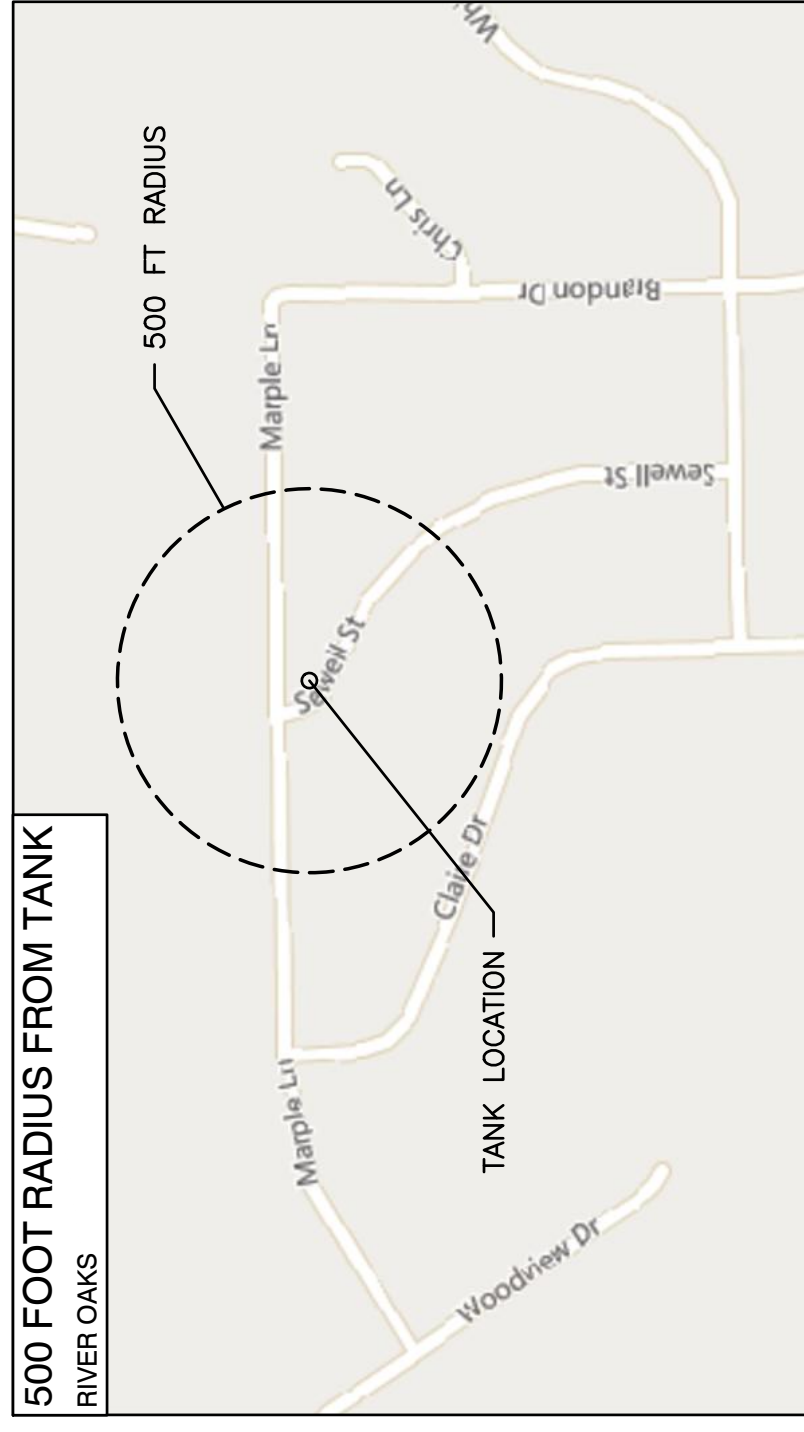 500 FOOT RADIUS FROM TANK
RIVER OAKS
500 FT RADIUS
TANK LOCATION
Marple Ln
Marple Ln
Sewell St
Sewell St
Claire Dr
Woodview Dr
Chris Ln
Brandon Dr